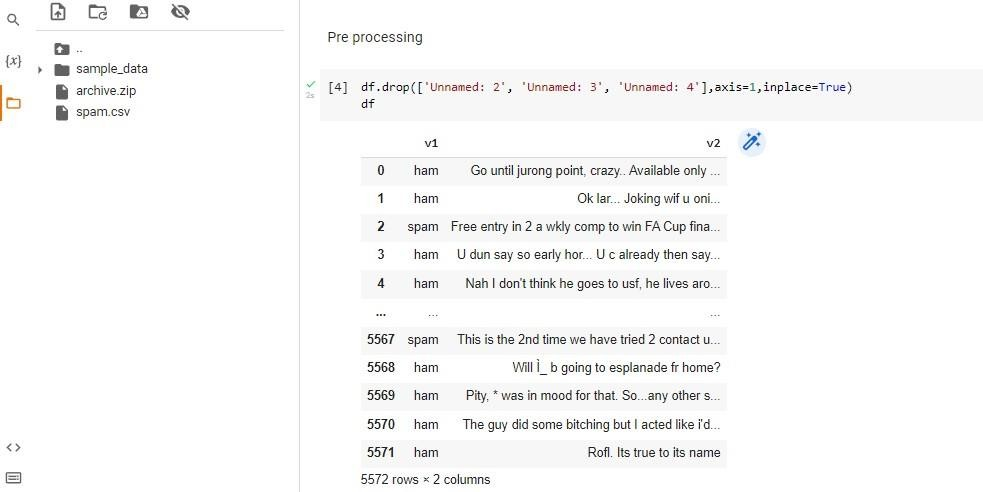 {x}
..
sample_data
archive.zip
spam.csv
Pre processing
2s
[4] df.drop(['Unnamed: 2', 'Unnamed: 3', 'Unnamed: 4'],axis=1,inplace=True)
df
v1 v2
0 ham Go until jurong point, crazy.. Available only ...
1 ham Ok lar... Joking wif u oni...
2 spam Free entry in 2 a wkly comp to win FA Cup fina...
3 ham U dun say so early hor... U c already then say...
4 ham Nah I don't think he goes to usf, he lives aro...
... ... ...
5567 spam This is the 2nd time we have tried 2 contact u...
5568 ham Will Ì_ b going to esplanade fr home?
5569 ham Pity, * was in mood for that. So...any other s...
5570 ham The guy did some bitching but I acted like i'd...
5571 ham Rofl. Its true to its name
5572 rows × 2 columns